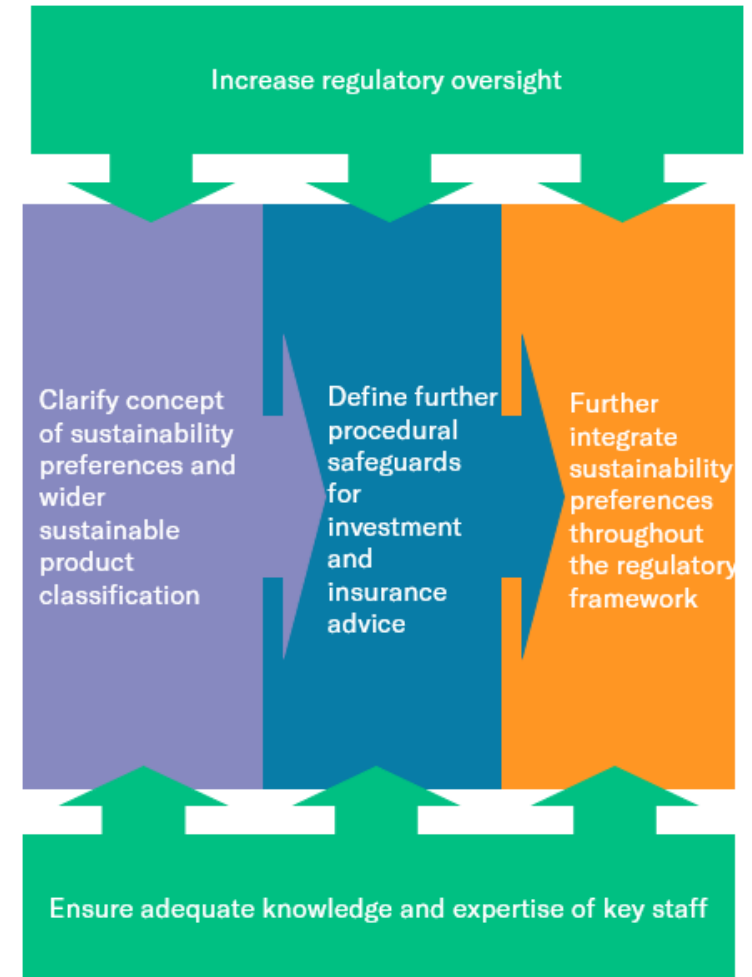 Increase regulatory oversight
Clarify concept
of sustainability
preferences and
wider
sustainable
product
classification
Define further
procedural
safeguards
for
investment
and
insurance
advice
Further
integrate
sustainability
preferences
throughout
the regulatory
framework
Ensure adequate knowledge and expertise of key staff